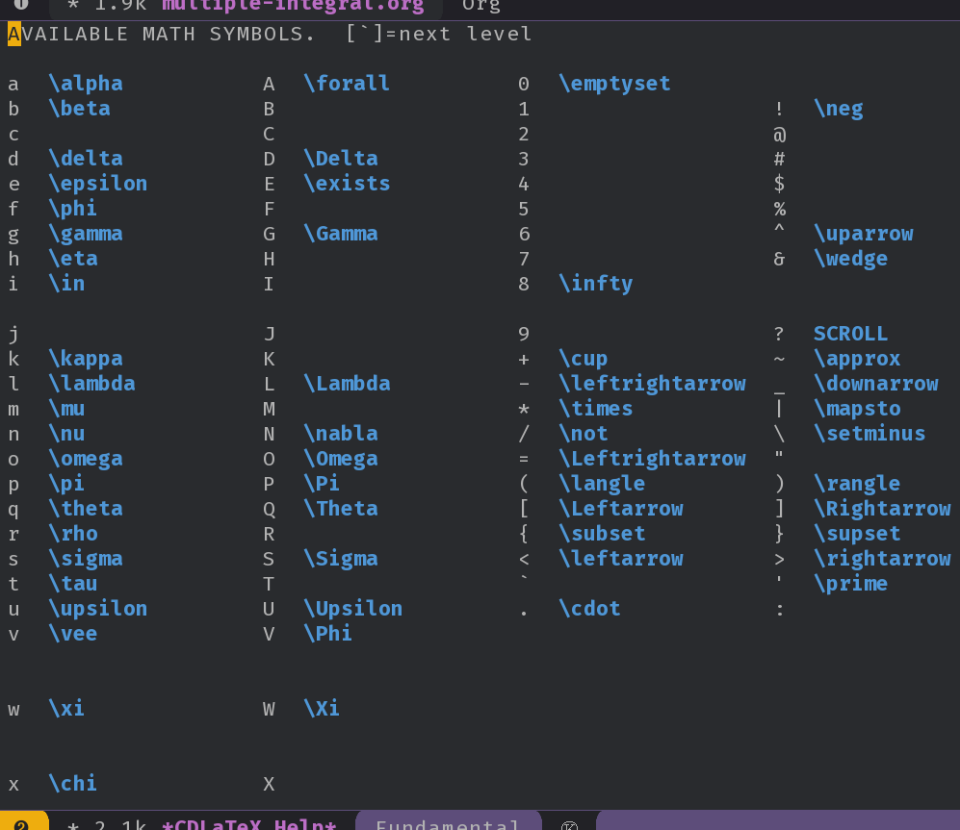 ❶ * 1.9k multiple-integral.org Org
AVAILABLE MATH SYMBOLS.  [`]=next level
a \alpha A \forall 0 \emptyset
b \beta B 1 ! \neg
c C 2 @
d \delta D \Delta 3 #
e \epsilon E \exists 4 $
f \phi F 5 %
g \gamma G \Gamma 6 ^ \uparrow
h \eta H 7 & \wedge
i \in I 8 \infty
j J 9 ? SCROLL
k \kappa K + \cup ~ \approx
l \lambda L \Lambda - \leftrightarrow _ \downarrow
m \mu M * \times | \mapsto
n \nu N \nabla / \not \ \setminus
o \omega O \Omega = \Leftrightarrow "
p \pi P \Pi ( \langle ) \rangle
q \theta Q \Theta [ \Leftarrow ] \Rightarrow
r \rho R { \subset } \supset
s \sigma S \Sigma < \leftarrow > \rightarrow
t \tau T ` ' \prime
u \upsilon U \Upsilon . \cdot :
v \vee V \Phi
w \xi W \Xi
x \chi X
❷ * 2.1k *CDLaTeX Help* Fundamental Ⓚ